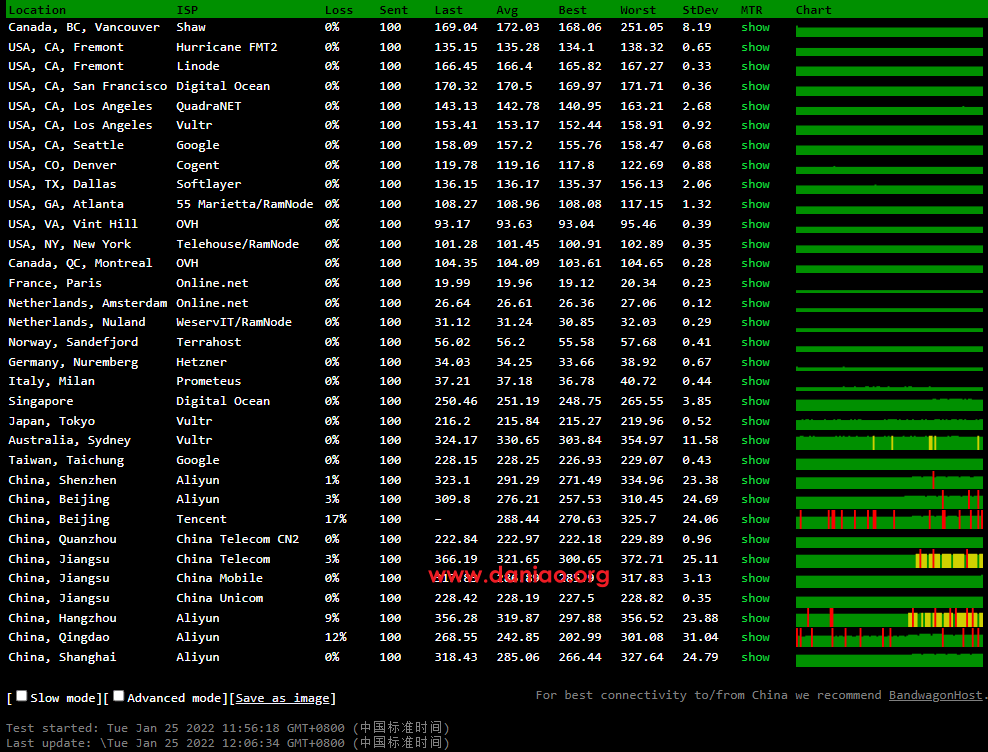 Location ISP Loss Sent Last Avg Best Worst StDev MTR Chart
Canada, BC, Vancouver Shaw 0% 100 169.04 172.03 168.06 251.05 8.19 show
USA, CA, Fremont Hurricane FMT2 0% 100 135.15 135.28 134.1 138.32 0.65 show
USA, CA, Fremont Linode 0% 100 166.45 166.4 165.82 167.27 0.33 show
USA, CA, San Francisco Digital Ocean 0% 100 170.32 170.5 169.97 171.71 0.36 show
USA, CA, Los Angeles QuadraNET 0% 100 143.13 142.78 140.95 163.21 2.68 show
USA, CA, Los Angeles Vultr 0% 100 153.41 153.17 152.44 158.91 0.92 show
USA, CA, Seattle Google 0% 100 158.09 157.2 155.76 158.47 0.68 show
USA, CO, Denver Cogent 0% 100 119.78 119.16 117.8 122.69 0.88 show
USA, TX, Dallas Softlayer 0% 100 136.15 136.17 135.37 156.13 2.06 show
USA, GA, Atlanta 55 Marietta/RamNode 0% 100 108.27 108.96 108.08 117.15 1.32 show
USA, VA, Vint Hill OVH 0% 100 93.17 93.63 93.04 95.46 0.39 show
USA, NY, New York Telehouse/RamNode 0% 100 101.28 101.45 100.91 102.89 0.35 show
Canada, QC, Montreal OVH 0% 100 104.35 104.09 103.61 104.65 0.28 show
France, Paris Online.net 0% 100 19.99 19.96 19.12 20.34 0.23 show
Netherlands, Amsterdam Online.net 0% 100 26.64 26.61 26.36 27.06 0.12 show
Netherlands, Nuland WeservIT/RamNode 0% 100 31.12 31.24 30.85 32.03 0.29 show
Norway, Sandefjord Terrahost 0% 100 56.02 56.2 55.58 57.68 0.41 show
Germany, Nuremberg Hetzner 0% 100 34.03 34.25 33.66 38.92 0.67 show
Italy, Milan Prometeus 0% 100 37.21 37.18 36.78 40.72 0.44 show
Singapore Digital Ocean 0% 100 250.46 251.19 248.75 265.55 3.85 show
Japan, Tokyo Vultr 0% 100 216.2 215.84 215.27 219.96 0.52 show
Australia, Sydney Vultr 0% 100 324.17 330.65 303.84 354.97 11.58 show
Taiwan, Taichung Google 0% 100 228.15 228.25 226.93 229.07 0.43 show
China, Shenzhen Aliyun 1% 100 323.1 291.29 271.49 334.96 23.38 show
China, Beijing Aliyun 3% 100 309.8 276.21 257.53 310.45 24.69 show
China, Beijing Tencent 17% 100 – 288.44 270.63 325.7 24.06 show
China, Quanzhou China Telecom CN2 0% 100 222.84 222.97 222.18 229.89 0.96 show
China, Jiangsu China Telecom 3% 100 366.19 321.65 300.65 372.71 25.11 show
China, Jiangsu China Mobile 0% 100 317.83 3.13 show
www.daniao.org
China, Jiangsu China Unicom 0% 100 228.42 228.19 227.5 228.82 0.35 show
China, Hangzhou Aliyun 9% 100 356.28 319.87 297.88 356.52 23.88 show
China, Qingdao Aliyun 12% 100 268.55 242.85 202.99 301.08 31.04 show
China, Shanghai Aliyun 0% 100 318.43 285.06 266.44 327.64 24.79 show
[ Slow mode][ Advanced mode][Save as image]
For best connectivity to/from China we recommend BandwagonHost.
Test started: Tue Jan 25 2022 11:56:18 GMT+0800 (中国标准时间)
Last update: \Tue Jan 25 2022 12:06:34 GMT+0800 (中国标准时间)